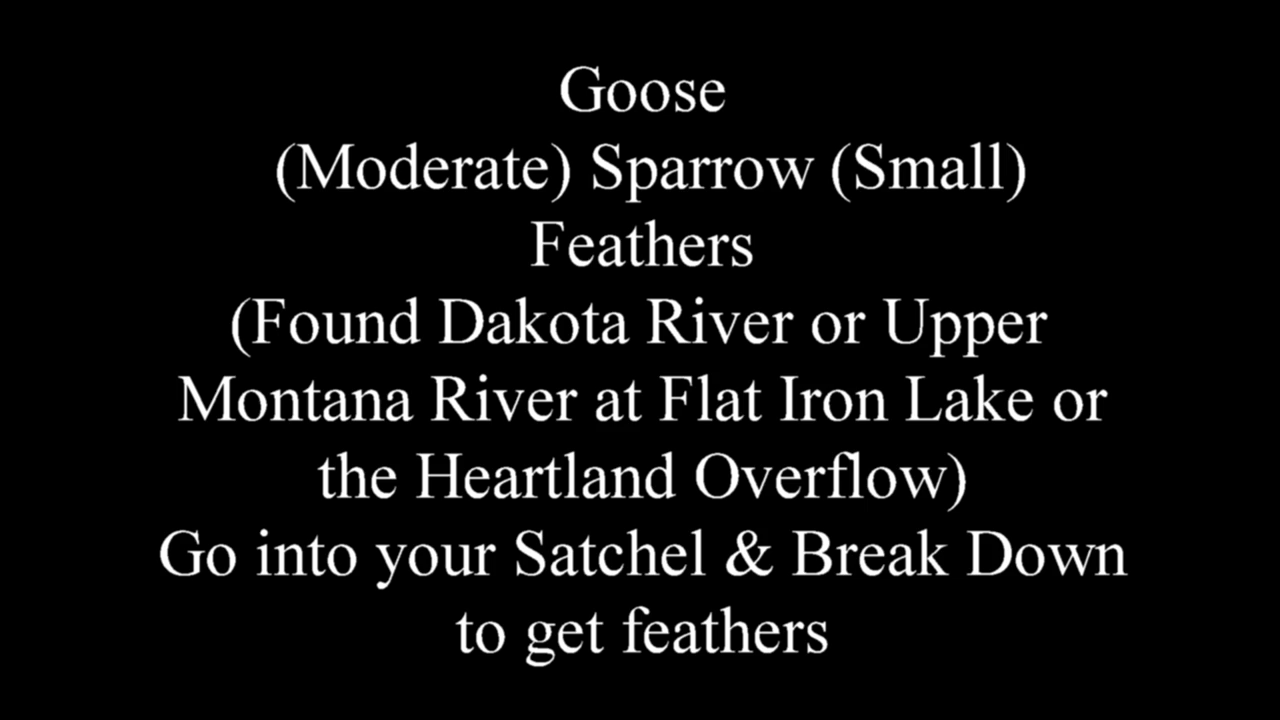 Goose
(Moderate) Sparrow (Small)
Feathers
(Found Dakota River or Upper
Montana River at Flat Iron Lake or
the Heartland Overflow)
Go into your Satchel & Break Down
to get feathers